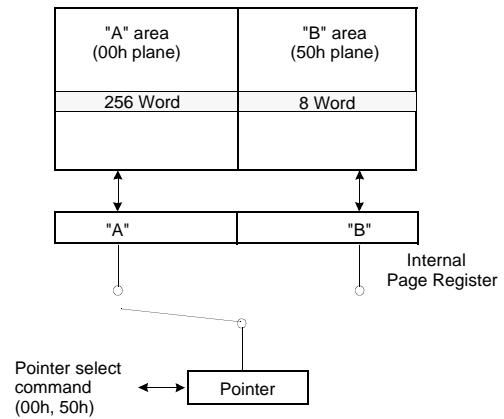 "A" area
(00h plane)
"B" area
(50h plane)
256 Word
8 Word
"A"
"B"
Internal
Page Register
Pointer select
command
(00h, 50h)
Pointer